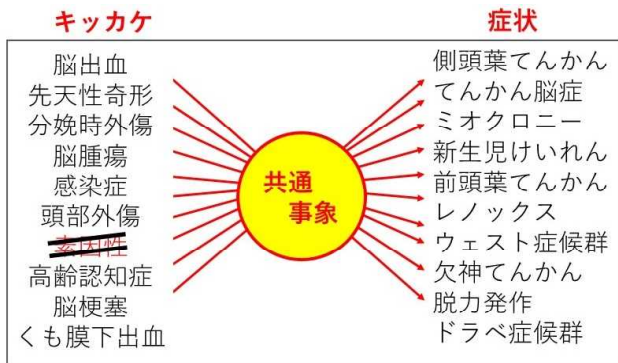 キッカケ
症状
脳出血
先天性奇形
分娩時外傷
脳腫瘍
感染症
頭部外傷
素因性
高齢認知症
脳梗塞
くも膜下出血
共通
事象
側頭葉てんかん
てんかん脳症
ミオクロニー
新生児けいれん
前頭葉てんかん
レノックス
ウェスト症候群
欠神てんかん
脱力発作
ドラベ症候群